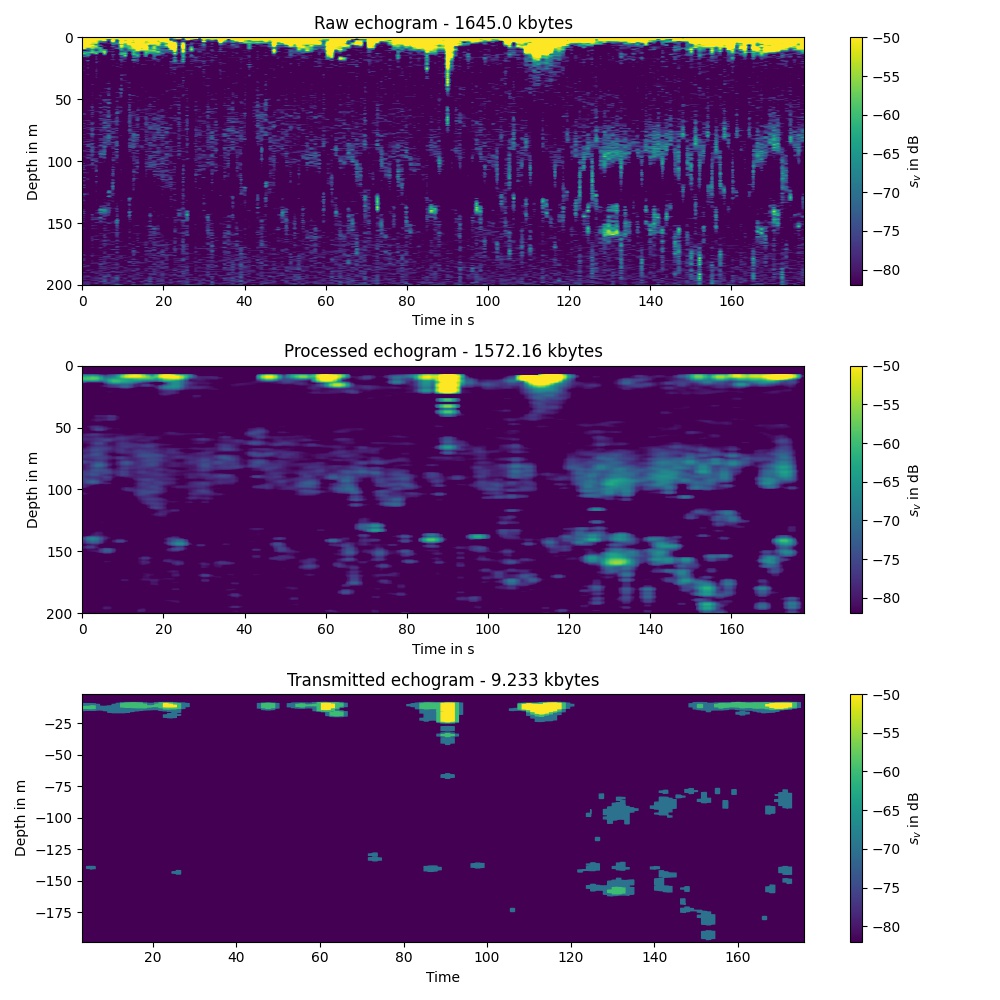 Raw echogram - 1645.0 kbytes
0
50
100
150
200
Depth in m
0 20 40 60 80 100 120 140 160
Time in s
−50
−55
−60
−65
−70
−75
−80
sv in dB
Processed echogram - 1572.16 kbytes
0
50
100
150
200
Depth in m
0 20 40 60 80 100 120 140 160
Time in s
−50
−55
−60
−65
−70
−75
−80
sv in dB
Transmitted echogram - 9.233 kbytes
−25
−50
−75
−100
−125
−150
−175
Depth in m
20 40 60 80 100 120 140 160
Time
−50
−55
−60
−65
−70
−75
−80
sv in dB